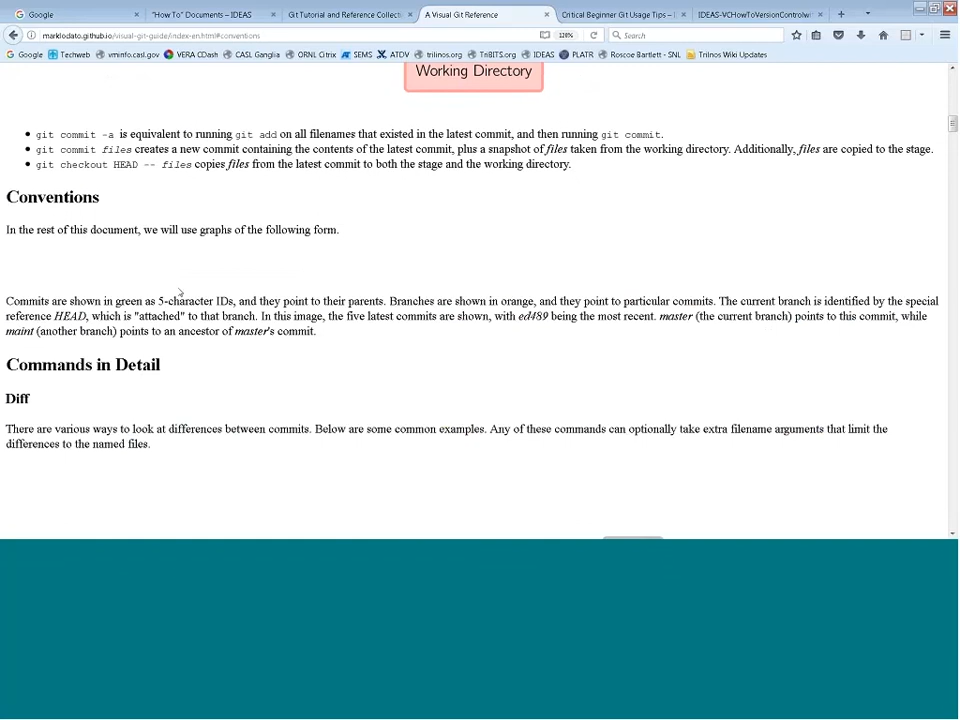 Google
"How To" Documents – IDEAS
Git Tutorial and Reference Collecti...
A Visual Git Reference
Critical Beginner Git Usage Tips – I...
IDEAS-VCHowToVersionControlw...
marklodato.github.io/visual-git-guide/index-en.html#conventions
120%
Search
Google
Techweb
vminfo.casl.gov
VERA CDash
CASL Ganglia
ORNL Citrix
SEMS
ATDV
trilinos.org
TriBITS.org
IDEAS
PLATR
Roscoe Bartlett - SNL
Trilinos Wiki Updates
Working Directory
git commit -a is equivalent to running git add on all filenames that existed in the latest commit, and then running git commit.
git commit files creates a new commit containing the contents of the latest commit, plus a snapshot of files taken from the working directory. Additionally, files are copied to the stage.
git checkout HEAD -- files copies files from the latest commit to both the stage and the working directory.
Conventions
In the rest of this document, we will use graphs of the following form.
Commits are shown in green as 5-character IDs, and they point to their parents. Branches are shown in orange, and they point to particular commits. The current branch is identified by the special
reference HEAD, which is "attached" to that branch. In this image, the five latest commits are shown, with ed489 being the most recent. master (the current branch) points to this commit, while
maint (another branch) points to an ancestor of master's commit.
Commands in Detail
Diff
There are various ways to look at differences between commits. Below are some common examples. Any of these commands can optionally take extra filename arguments that limit the
differences to the named files.